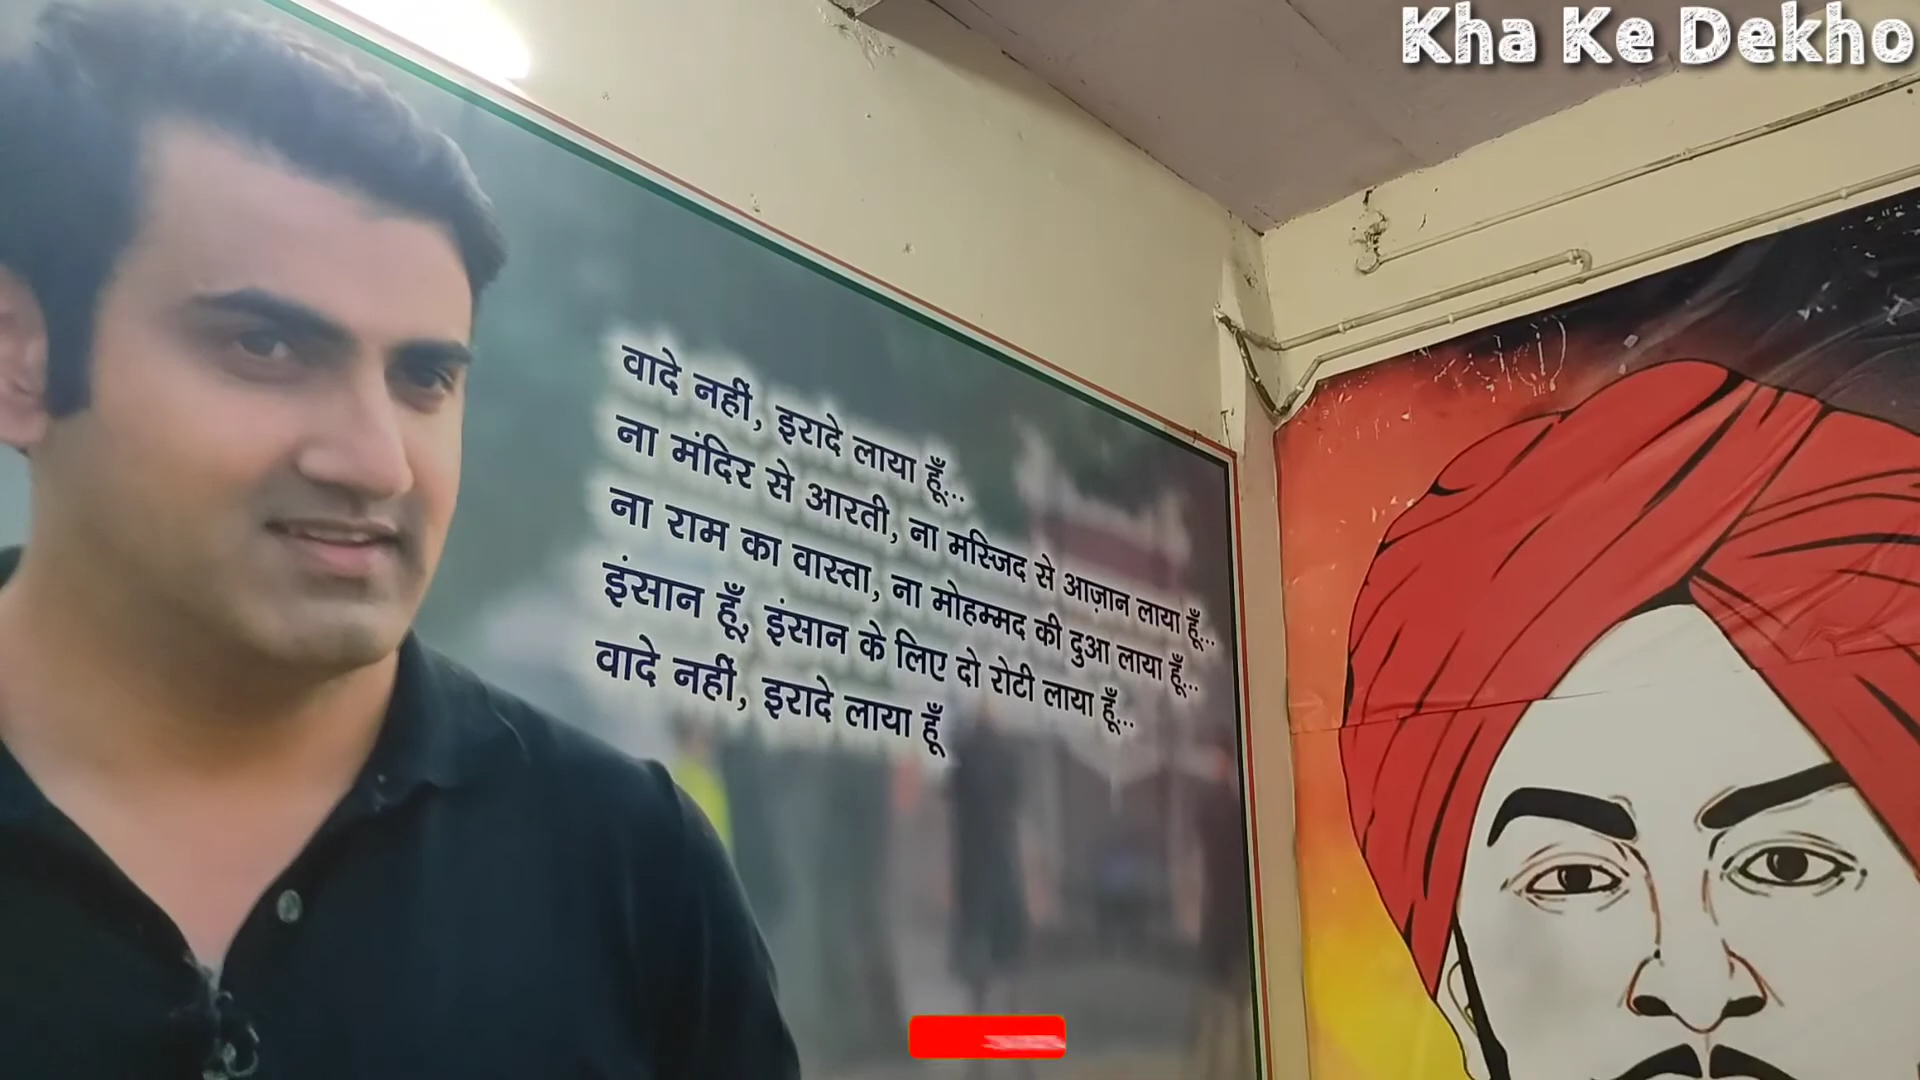 Kha Ke Dekho
वादे नहीं, इरादे लाया हूँ...
ना मंदिर से आरती, ना मस्जिद से आज़ान लाया हूँ...
ना राम का वास्ता, ना मोहम्मद की दुआ लाया हूँ...
इंसान हूँ, इंसान के लिए दो रोटी लाया हूँ...
वादे नहीं, इरादे लाया हूँ